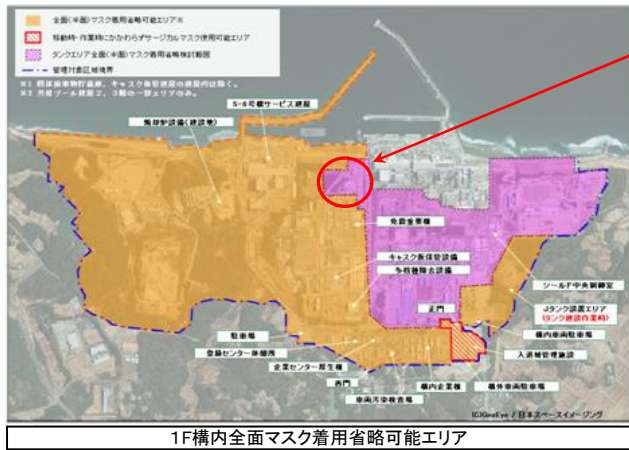 全面(半面)マスク着用省略可能エリア※
移動時・作業時にかかわらずサージカルマスク使用可能エリア
タンクエリア全面(半面)マスク着用省略検討範囲
管理対象区域境界
※1 固体廃棄物貯蔵庫、キャスク保管建屋の建屋内は除く。
※2 共用プール建屋2、3階の一部エリアのみ。
5・6号機サービス建屋
焼却炉設備(建設地)
免震重要棟
キャスク仮保管設備
多核種除去設備
シールド中央制御室
正門
Jタンク設置エリア
(タンク建設作業時)
構内車両駐車場
駐車場
登録センター休憩所
入退域管理施設
企業センター厚生棟
西門
構内企業棟
構外車両駐車場
車両汚染検査場
(C)GeoEye / 日本スペースイメージング
1F構内全面マスク着用省略可能エリア